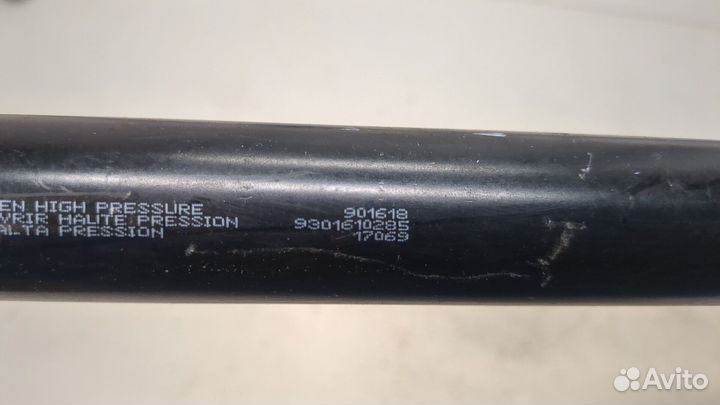 EN HIGH PRESSURE 901618
VRIR HAUTE PRESSION 9301610285
ALTA PRESSION 17069
Avito